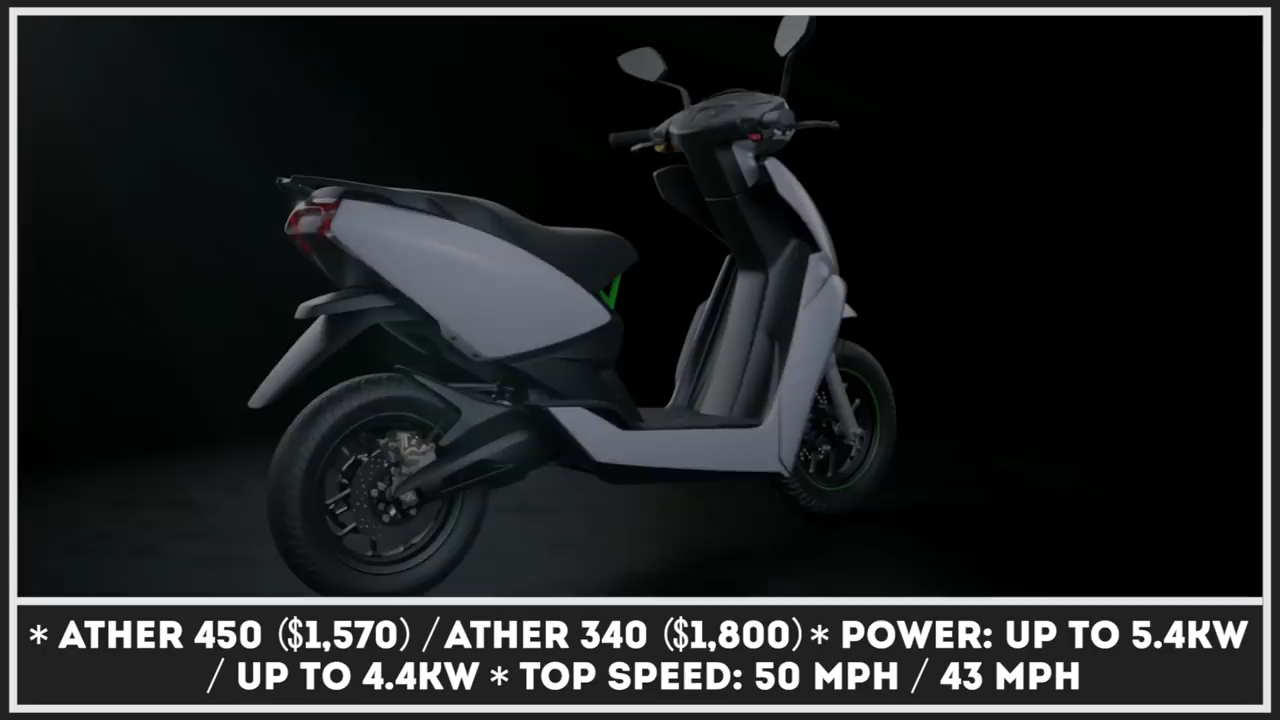 * ATHER 450 ($1,570) / ATHER 340 ($1,800) * POWER: UP TO 5.4KW
/ UP TO 4.4KW * TOP SPEED: 50 MPH / 43 MPH